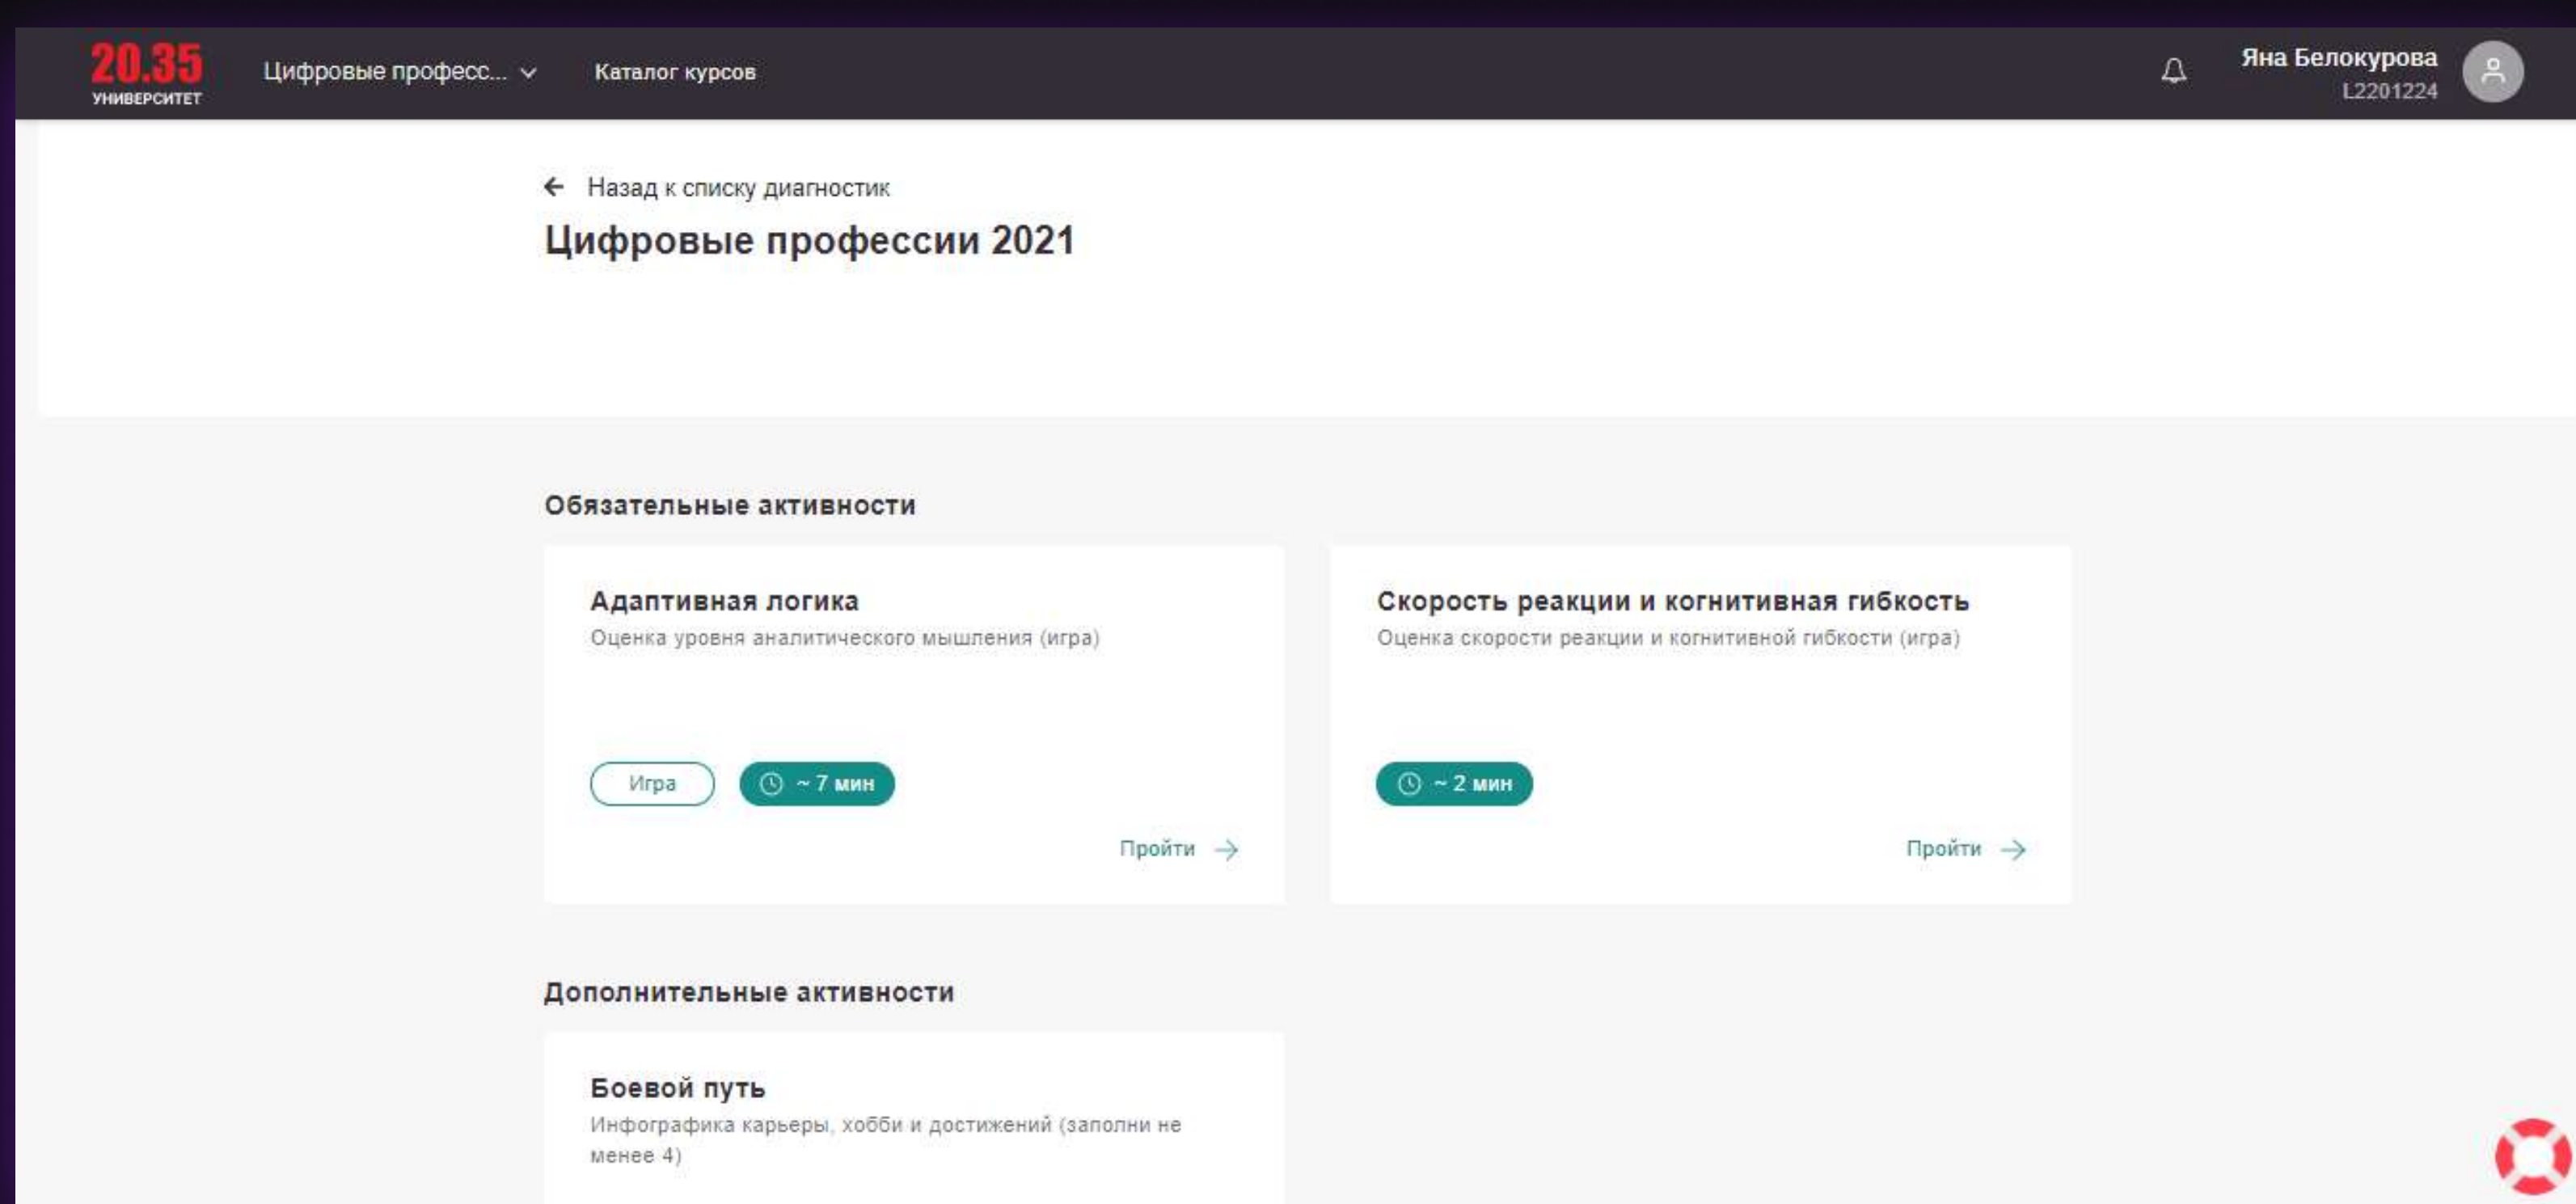 20.35
УНИВЕРСИТЕТ
Цифровые професс...
Каталог курсов
Яна Белокурова
L2201224
Назад к списку диагностик
Цифровые профессии 2021
Обязательные активности
Адаптивная логика
Оценка уровня аналитического мышления (игра)
Игра
~ 7 мин
Пройти
Скорость реакции и когнитивная гибкость
Оценка скорости реакции и когнитивной гибкости (игра)
~ 2 мин
Пройти
Дополнительные активности
Боевой путь
Инфографика карьеры, хобби и достижений (заполни не
менее 4)